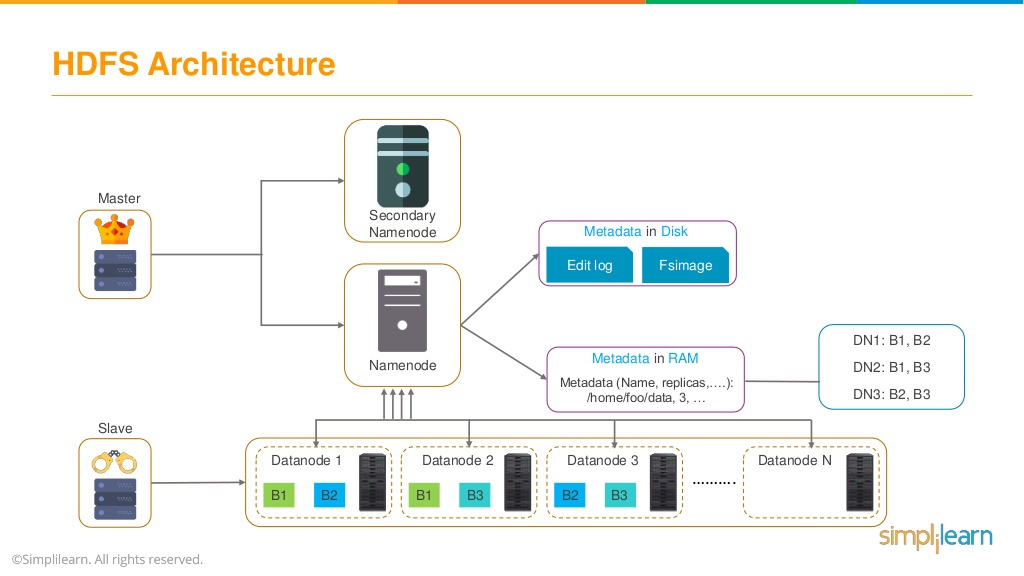 HDFS Architecture
Master
Secondary
Namenode
Metadata in Disk
Edit log
Fsimage
Namenode
Metadata in RAM
Metadata (Name, replicas,….):
/home/foo/data, 3, …
DN1: B1, B2
DN2: B1, B3
DN3: B2, B3
Slave
Datanode 1
B1
B2
Datanode 2
B1
B3
Datanode 3
B2
B3
..........
Datanode N
simplilearn
©Simplilearn. All rights reserved.